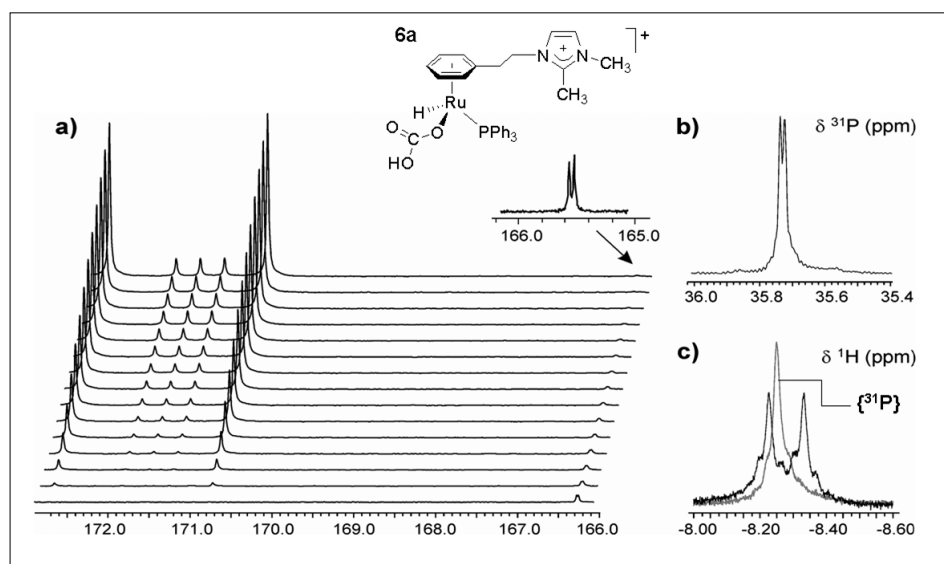 6a
+
N
+
N
CH₃
CH₃
Ru
H
O
O
C
HO
PPh₃
a)
166.0 165.0
172.0 171.0 170.0 169.0 168.0 167.0 166.0
b) δ ³¹P (ppm)
36.0 35.8 35.6 35.4
c) δ ¹H (ppm)
{³¹P}
-8.00 -8.20 -8.40 -8.60